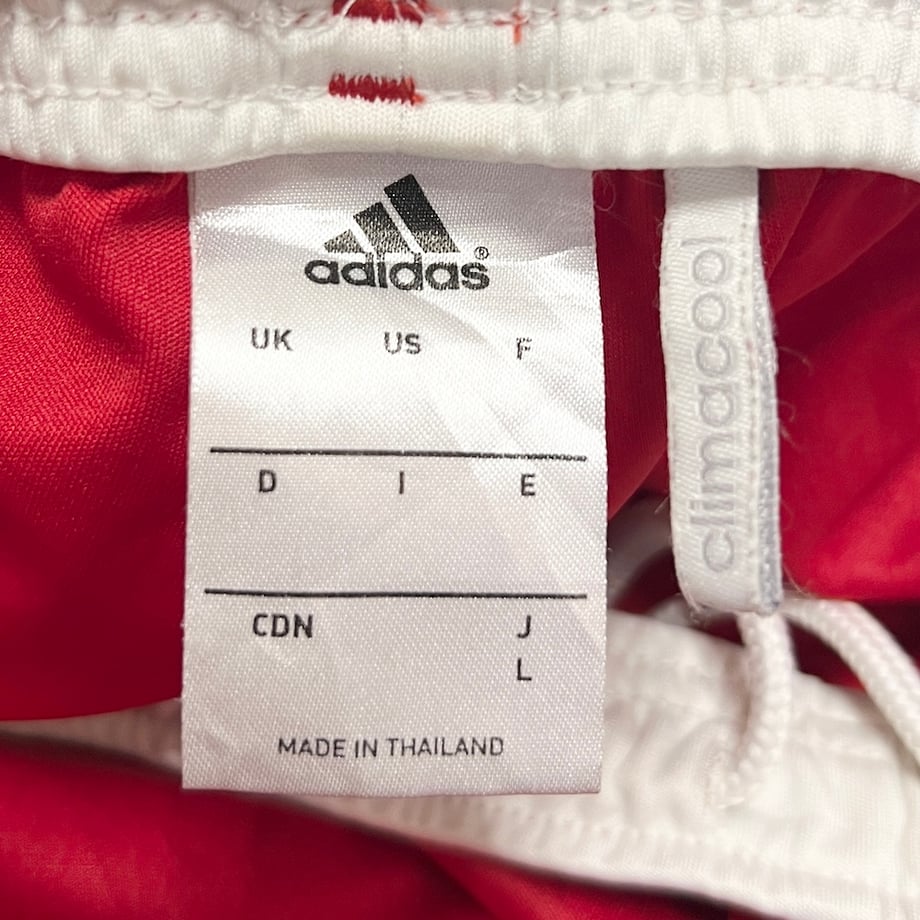 adidas®
UK US F
D I E
CDN J
L
MADE IN THAILAND
climacool